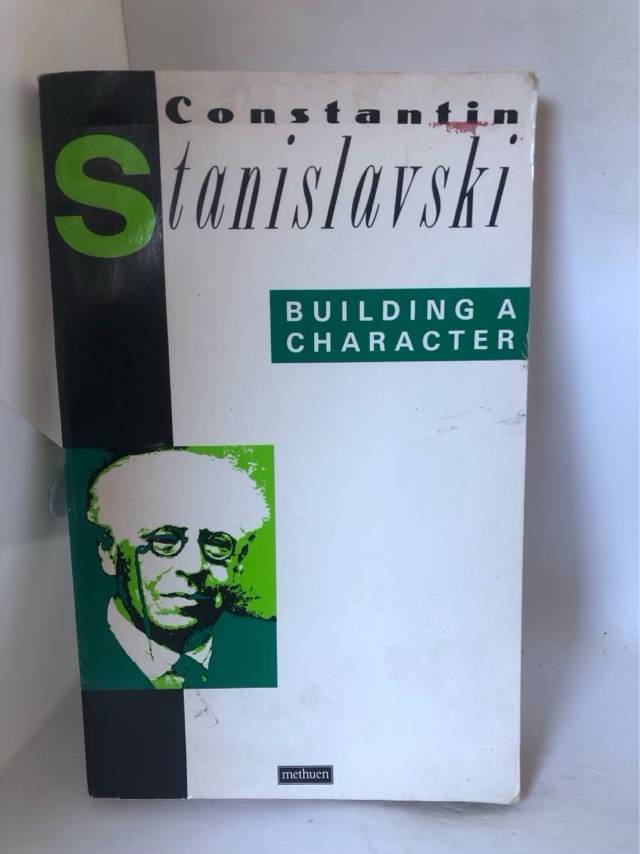 Constantin
Stanislavski
BUILDING A
CHARACTER
methuen